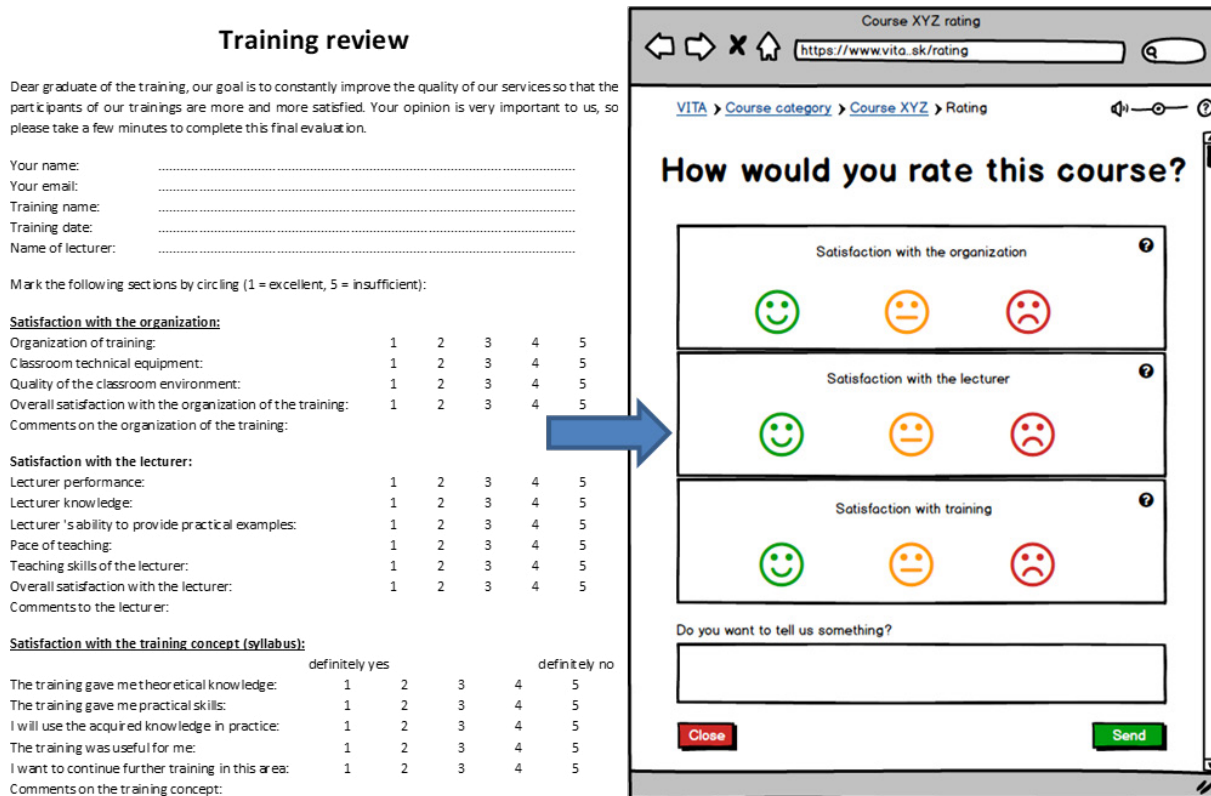 Training review
Dear graduate of the training, our goal is to constantly improve the quality of our services so that the
participants of our trainings are more and more satisfied. Your opinion is very important to us, so
please take a few minutes to complete this final evaluation.
Your name: ................................................................
Your email: ................................................................
Training name: ................................................................
Training date: ................................................................
Name of lecturer: ................................................................
Mark the following sections by circling (1 = excellent, 5 = insufficient):
Satisfaction with the organization:
Organization of training: 1 2 3 4 5
Classroom technical equipment: 1 2 3 4 5
Quality of the classroom environment: 1 2 3 4 5
Overall satisfaction with the organization of the training: 1 2 3 4 5
Comments on the organization of the training:
Satisfaction with the lecturer:
Lecturer performance: 1 2 3 4 5
Lecturer knowledge: 1 2 3 4 5
Lecturer 's ability to provide practical examples: 1 2 3 4 5
Pace of teaching: 1 2 3 4 5
Teaching skills of the lecturer: 1 2 3 4 5
Overall satisfaction with the lecturer: 1 2 3 4 5
Comments to the lecturer:
Satisfaction with the training concept (syllabus):
definitely yes definitely no
The training gave me theoretical knowledge: 1 2 3 4 5
The training gave me practical skills: 1 2 3 4 5
I will use the acquired knowledge in practice: 1 2 3 4 5
The training was useful for me: 1 2 3 4 5
I want to continue further training in this area: 1 2 3 4 5
Comments on the training concept:
Course XYZ rating
https://www.vita..sk/rating
VITA > Course category > Course XYZ > Rating
How would you rate this course?
Satisfaction with the organization
Satisfaction with the lecturer
Satisfaction with training
Do you want to tell us something?
Close
Send